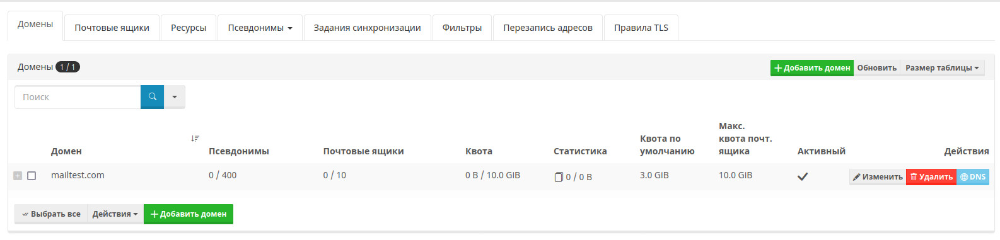 Домены
Почтовые ящики
Ресурсы
Псевдонимы
Задания синхронизации
Фильтры
Перезапись адресов
Правила TLS
Домены 1 / 1
Добавить домен
Обновить
Размер таблицы
Поиск
Домен
Псевдонимы
Почтовые ящики
Квота
Статистика
Квота по
умолчанию
Макс.
квота почт.
ящика
Активный
Действия
mailtest.com
0 / 400
0 / 10
0 B / 10.0 GiB
0 / 0 B
3.0 GiB
10.0 GiB
Изменить
Удалить
DNS
Выбрать все
Действия
Добавить домен